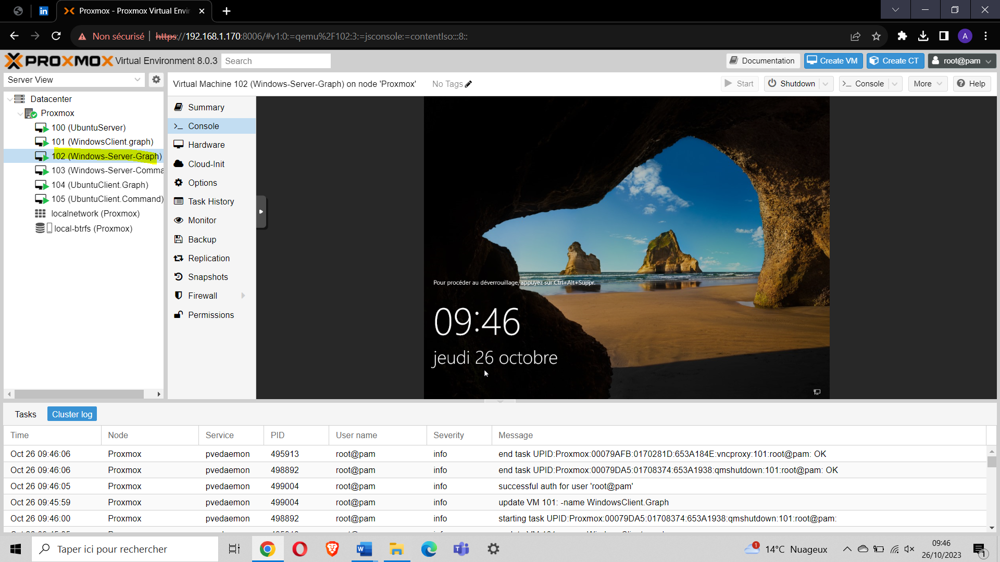 Proxmox - Proxmox Virtual Envir
Non sécurisé https://192.168.1.170:8006/#v1:0:=qemu%2F102:3:=jsconsole:=contentIso:::8::
A
PROXMOX Virtual Environment 8.0.3 Search Documentation Create VM Create CT root@pam
Server View
Virtual Machine 102 (Windows-Server-Graph) on node 'Proxmox' No Tags Start Shutdown Console More Help
Datacenter
Proxmox
100 (UbuntuServer)
101 (WindowsClient.graph)
102 (Windows-Server-Graph)
103 (Windows-Server-Comma
104 (UbuntuClient.Graph)
105 (UbuntuClient.Command)
localnetwork (Proxmox)
local-btrfs (Proxmox)
Summary
Console
Hardware
Cloud-Init
Options
Task History
Monitor
Backup
Replication
Snapshots
Firewall
Permissions
Pour procéder au déverrouillage, appuyez sur Ctrl+Alt+Suppr.
09:46
jeudi 26 octobre
Tasks Cluster log
Time Node Service PID User name Severity Message
Oct 26 09:46:06 Proxmox pvedaemon 495913 root@pam info end task UPID:Proxmox:00079AFB:0170281D:653A184E:vncproxy:101:root@pam: OK
Oct 26 09:46:06 Proxmox pvedaemon 498892 root@pam info end task UPID:Proxmox:00079DA5:01708374:653A1938:qmshutdown:101:root@pam: OK
Oct 26 09:46:05 Proxmox pvedaemon 499004 root@pam info successful auth for user 'root@pam'
Oct 26 09:45:59 Proxmox pvedaemon 499004 root@pam info update VM 101: -name WindowsClient.Graph
Oct 26 09:46:00 Proxmox pvedaemon 498892 root@pam info starting task UPID:Proxmox:00079DA5:01708374:653A1938:qmshutdown:101:root@pam:
Taper ici pour rechercher
1 14°C Nuageux
09:46
26/10/2023
1